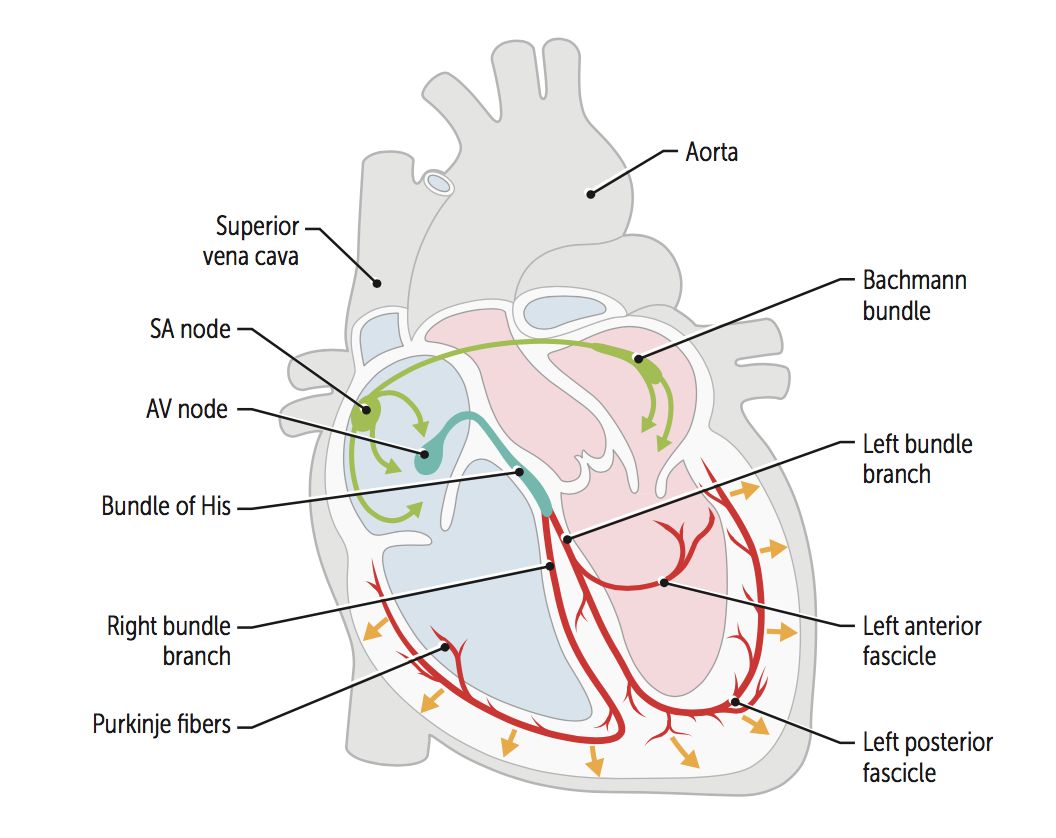 Aorta
Superior
vena cava
Bachmann
bundle
SA node
AV node
Left bundle
branch
Bundle of His
Right bundle
branch
Left anterior
fascicle
Purkinje fibers
Left posterior
fascicle